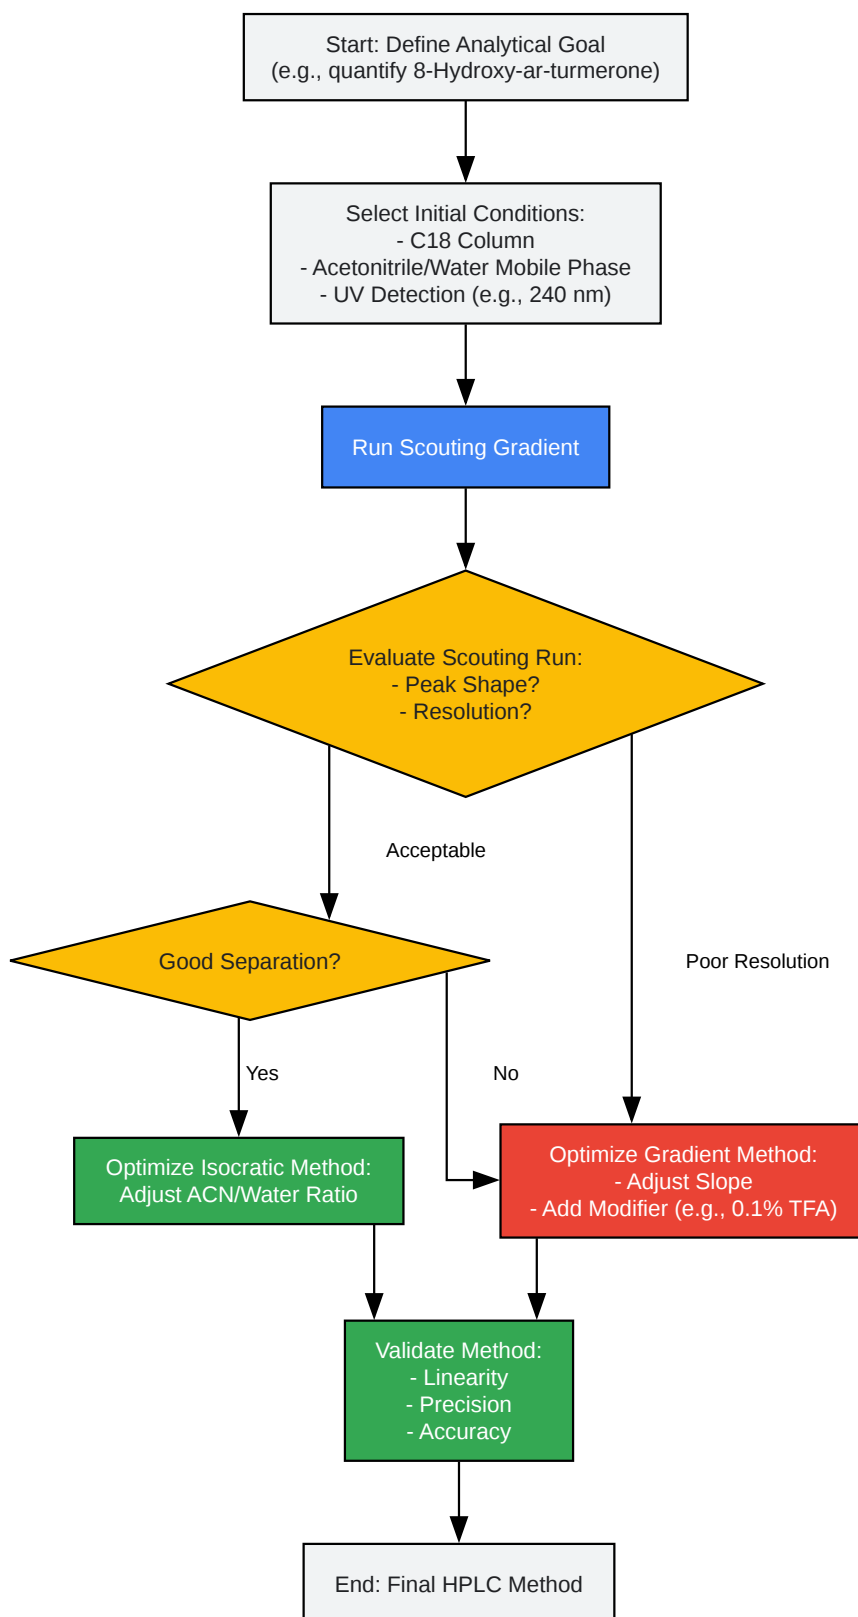 Start: Define Analytical Goal
(e.g., quantify 8-Hydroxy-ar-turmerone)
Select Initial Conditions:
- C18 Column
- Acetonitrile/Water Mobile Phase
- UV Detection (e.g., 240 nm)
Run Scouting Gradient
Evaluate Scouting Run:
- Peak Shape?
- Resolution?
Acceptable
Good Separation?
Poor Resolution
Yes
No
Optimize Isocratic Method:
Adjust ACN/Water Ratio
Optimize Gradient Method:
- Adjust Slope
- Add Modifier (e.g., 0.1% TFA)
Validate Method:
- Linearity
- Precision
- Accuracy
End: Final HPLC Method